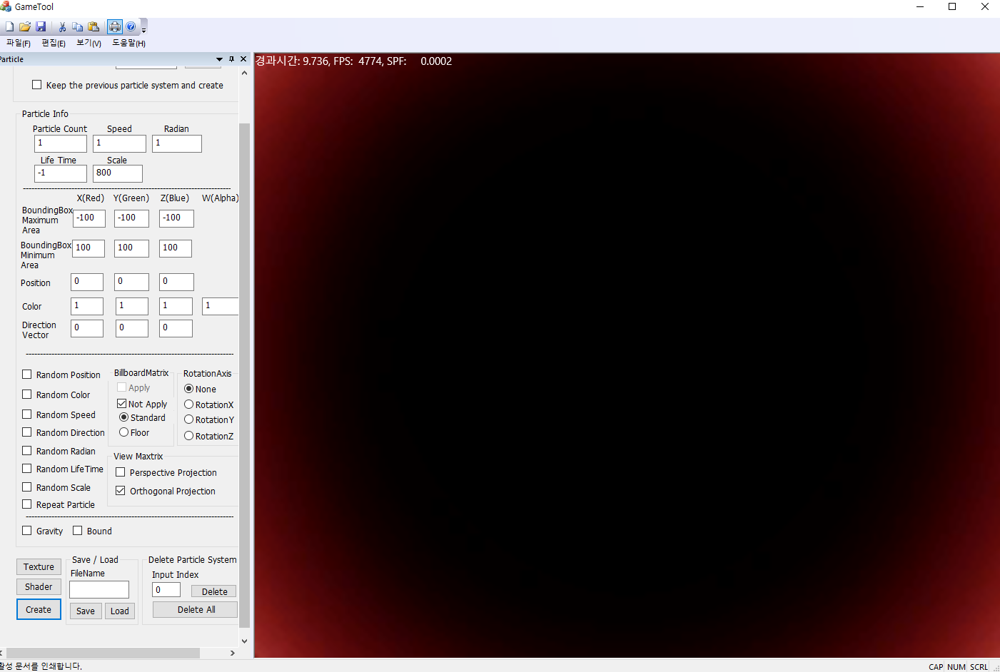 GameTool
파일(F) 편집(E) 보기(V) 도움말(H)
Particle
경과시간: 9.736, FPS: 4774, SPF: 0.0002
Keep the previous particle system and create
Particle Info
Particle Count Speed Radian
1 1 1
Life Time Scale
-1 800
X(Red) Y(Green) Z(Blue) W(Alpha)
BoundingBox
Maximum
Area
-100 -100 -100
BoundingBox
Minimum
Area
100 100 100
Position 0 0 0
Color 1 1 1 1
Direction
Vector
0 0 0
Random Position
Random Color
Random Speed
Random Direction
Random Radian
Random LifeTime
Random Scale
Repeat Particle
BillboardMatrix
Apply
Not Apply
Standard
Floor
RotationAxis
None
RotationX
RotationY
RotationZ
View Maxtrix
Perspective Projection
Orthogonal Projection
Gravity Bound
Texture
Shader
Create
Save / Load
FileName
Save Load
Delete Particle System
Input Index
0 Delete
Delete All
활성 문서를 인쇄합니다.
CAP NUM SCRL